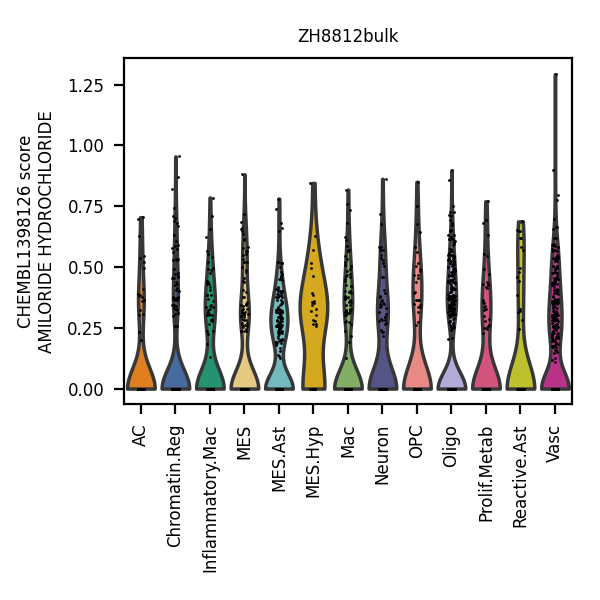 ZH8812bulk
CHEMBL1398126 score
AMILORIDE HYDROCHLORIDE
1.25
1.00
0.75
0.50
0.25
0.00
AC
Chromatin.Reg
Inflammatory.Mac
MES
MES.Ast
MES.Hyp
Mac
Neuron
OPC
Oligo
Prolif.Metab
Reactive.Ast
Vasc